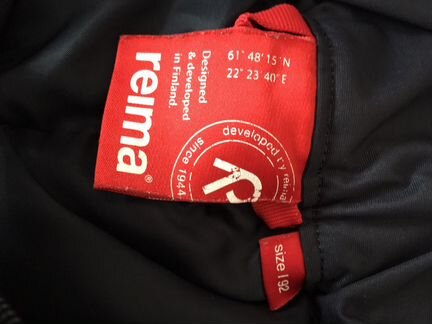 reima®
Designed
& developed
in Finland.
61° 48' 15" N
22° 23' 40" E
developed by reima
since 1944
size | 92